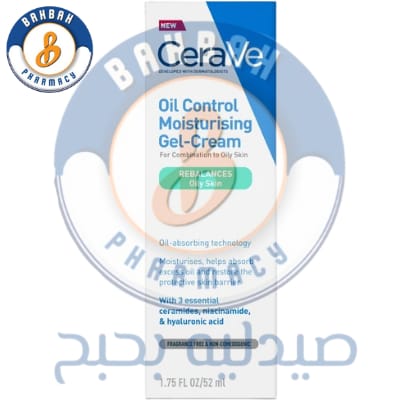 BAHBAH
PHARMACY
NEW
CeraVe
DEVELOPED WITH DERMATOLOGISTS
Oil Control
Moisturising
Gel-Cream
For Combination to Oily Skin
REBALANCES
Oily Skin
BAHBAH
PHARMACY
Oil-absorbing technology
Moisturises, helps absorb
excess oil and restore the
protective skin barrier
With 3 essential
ceramides, niacinamide,
& hyaluronic acid
صيدلية بحبح
FRAGRANCE FREE & NON-COMEDOGENIC
1.75 FL OZ/52 ml